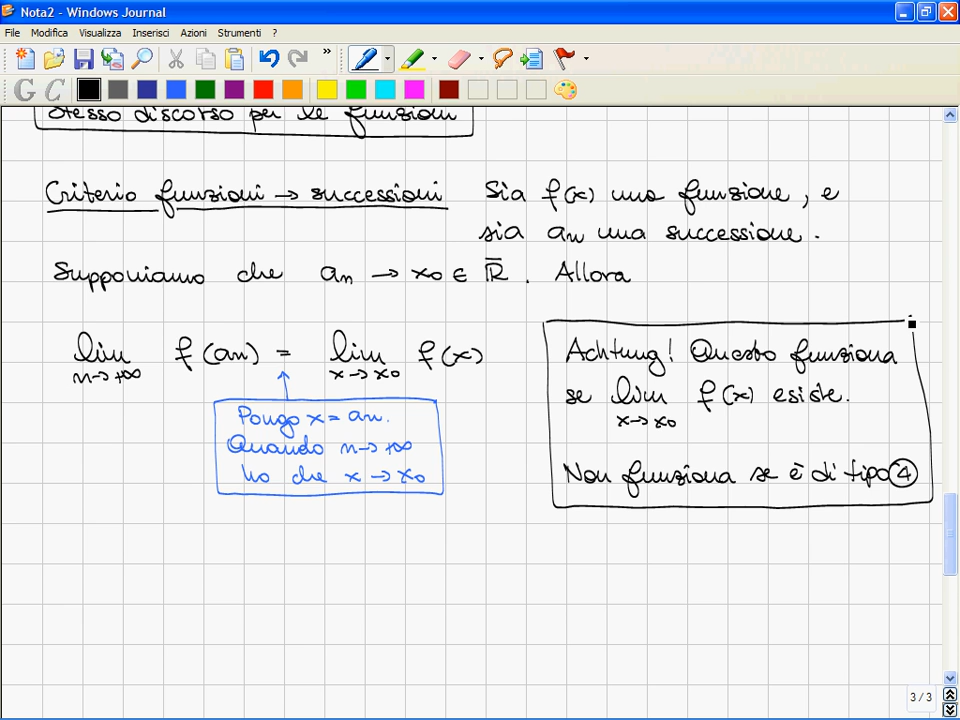 Nota2 - Windows Journal
File Modifica Visualizza Inserisci Azioni Strumenti ?
G C
Stesso discorso per le funzioni
Criterio funzioni → successioni Sia f(x) una funzione, e
sia an una successione.
Supponiamo che an → x0 ∈ R̅. Allora
lim f(an) = lim f(x)
n→+∞ x→x0
Pongo x = an.
Quando n→+∞
ho che x → x0
Achtung! Questo funziona
se lim f(x) esiste.
x→x0
Non funziona se è di tipo ④
3 / 3